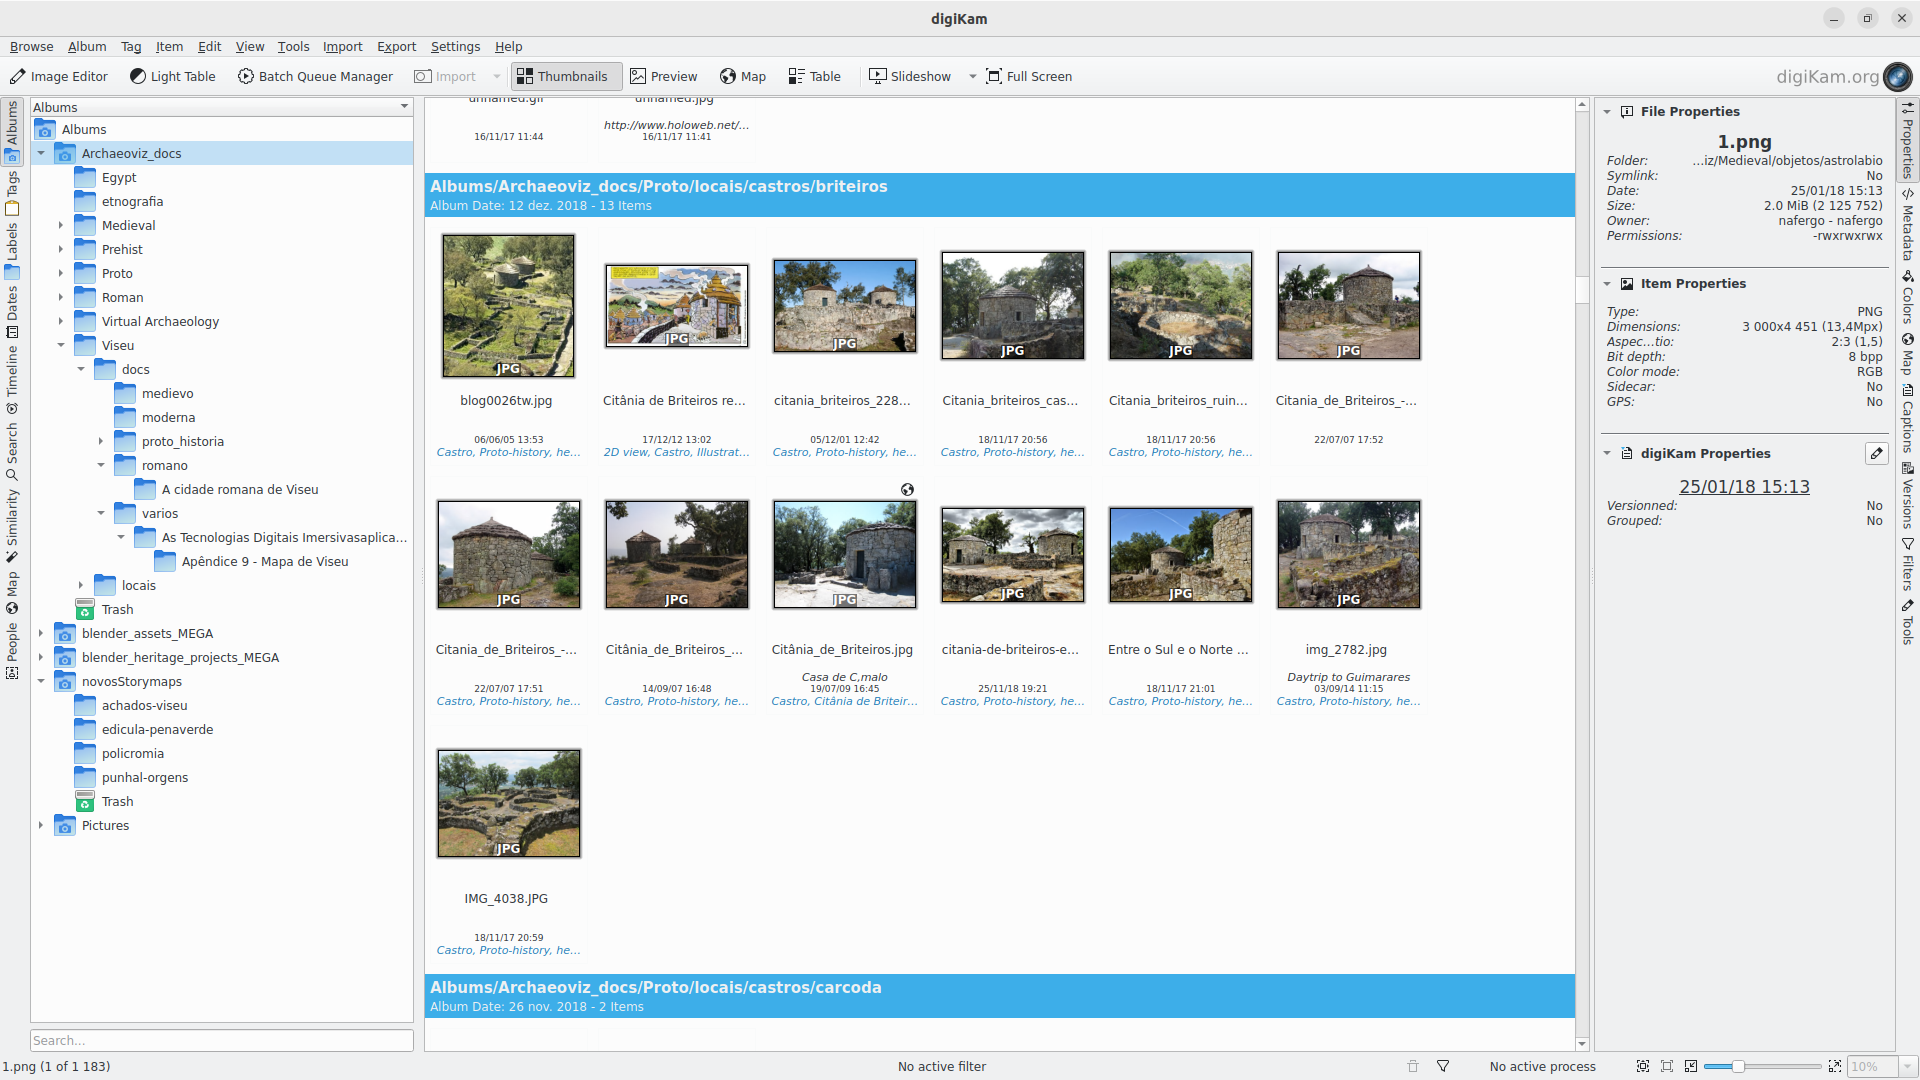 digiKam
Browse Album Tag Item Edit View Tools Import Export Settings Help
Image Editor Light Table Batch Queue Manager Import Thumbnails Preview Map Table Slideshow Full Screen digiKam.org
Albums
Tags
Labels
Dates
Timeline
Search
Similarity
Map
People
Albums
Albums
Archaeoviz_docs
Egypt
etnografia
Medieval
Prehist
Proto
Roman
Virtual Archaeology
Viseu
docs
medievo
moderna
proto_historia
romano
A cidade romana de Viseu
varios
As Tecnologias Digitais Imersivasaplica...
Apêndice 9 - Mapa de Viseu
locais
Trash
blender_assets_MEGA
blender_heritage_projects_MEGA
novosStorymaps
achados-viseu
edicula-penaverde
policromia
punhal-orgens
Trash
Pictures
Search...
unnamed.gif unnamed.jpg
http://www.holoweb.net/...
16/11/17 11:44 16/11/17 11:41
Albums/Archaeoviz_docs/Proto/locais/castros/briteiros
Album Date: 12 dez. 2018 - 13 Items
JPG JPG JPG JPG JPG JPG
blog0026tw.jpg Citânia de Briteiros re... citania_briteiros_228... Citania_briteiros_cas... Citania_briteiros_ruin... Citania_de_Briteiros_-...
06/06/05 13:53 17/12/12 13:02 05/12/01 12:42 18/11/17 20:56 18/11/17 20:56 22/07/07 17:52
Castro, Proto-history, he... 2D view, Castro, Illustrat... Castro, Proto-history, he... Castro, Proto-history, he... Castro, Proto-history, he...
JPG JPG JPG JPG JPG JPG
Citania_de_Briteiros_-... Citânia_de_Briteiros_... Citânia_de_Briteiros.jpg citania-de-briteiros-e... Entre o Sul e o Norte ... img_2782.jpg
Casa de C,malo Daytrip to Guimarares
22/07/07 17:51 14/09/07 16:48 19/07/09 16:45 25/11/18 19:21 18/11/17 21:01 03/09/14 11:15
Castro, Proto-history, he... Castro, Proto-history, he... Castro, Citânia de Briteir... Castro, Proto-history, he... Castro, Proto-history, he... Castro, Proto-history, he...
JPG
IMG_4038.JPG
18/11/17 20:59
Castro, Proto-history, he...
Albums/Archaeoviz_docs/Proto/locais/castros/carcoda
Album Date: 26 nov. 2018 - 2 Items
File Properties
1.png
Folder: ...iz/Medieval/objetos/astrolabio
Symlink: No
Date: 25/01/18 15:13
Size: 2.0 MiB (2 125 752)
Owner: nafergo - nafergo
Permissions: -rwxrwxrwx
Item Properties
Type: PNG
Dimensions: 3 000x4 451 (13,4Mpx)
Aspec...tio: 2:3 (1,5)
Bit depth: 8 bpp
Color mode: RGB
Sidecar: No
GPS: No
digiKam Properties
25/01/18 15:13
Versionned: No
Grouped: No
Properties
Metadata
Colors
Map
Captions
Versions
Filters
Tools
1.png (1 of 1 183) No active filter No active process 10%